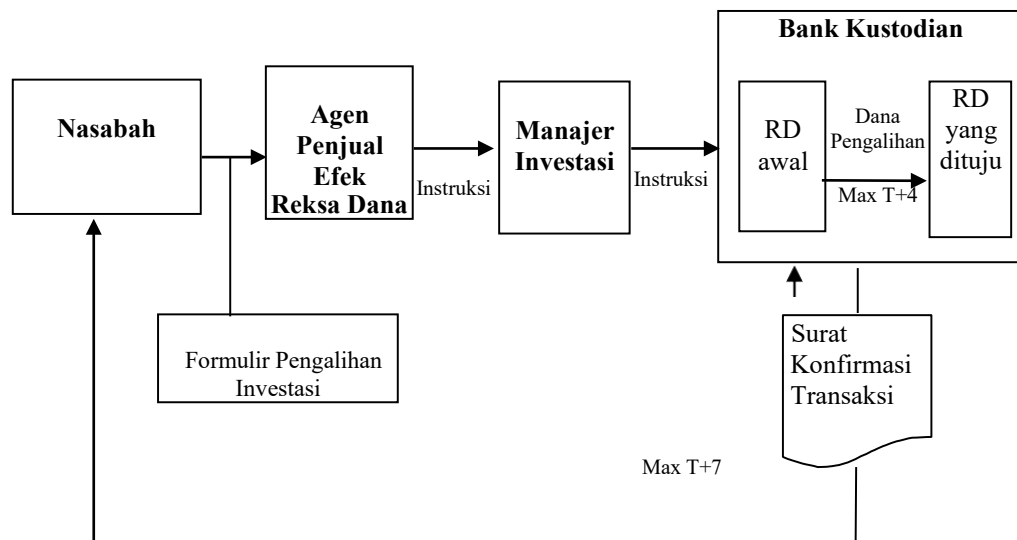 Bank Kustodian
Nasabah
Agen
Penjual
Efek
Reksa Dana
Instruksi
Manajer
Investasi
Instruksi
RD
awal
Dana
Pengalihan
Max T+4
RD
yang
dituju
Formulir Pengalihan
Investasi
Surat
Konfirmasi
Transaksi
Max T+7